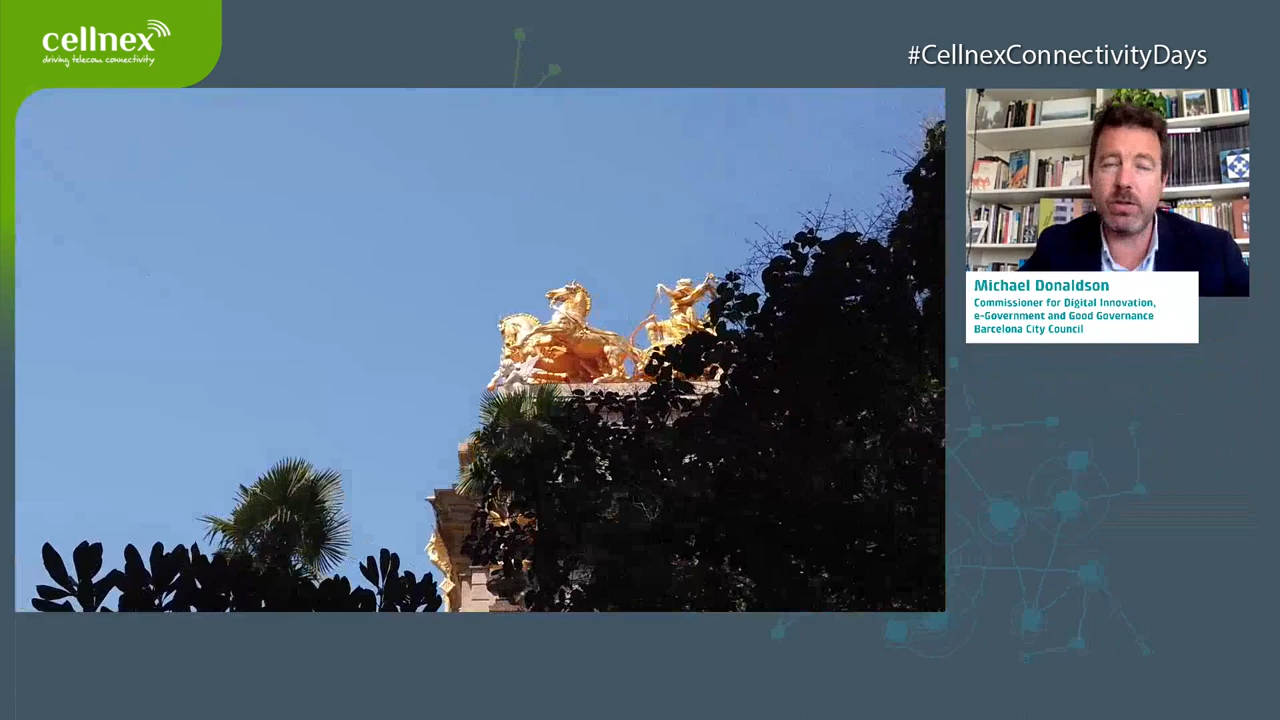 cellnex
driving telecom connectivity
#CellnexConnectivityDays
Michael Donaldson
Commissioner for Digital Innovation,
e-Government and Good Governance
Barcelona City Council